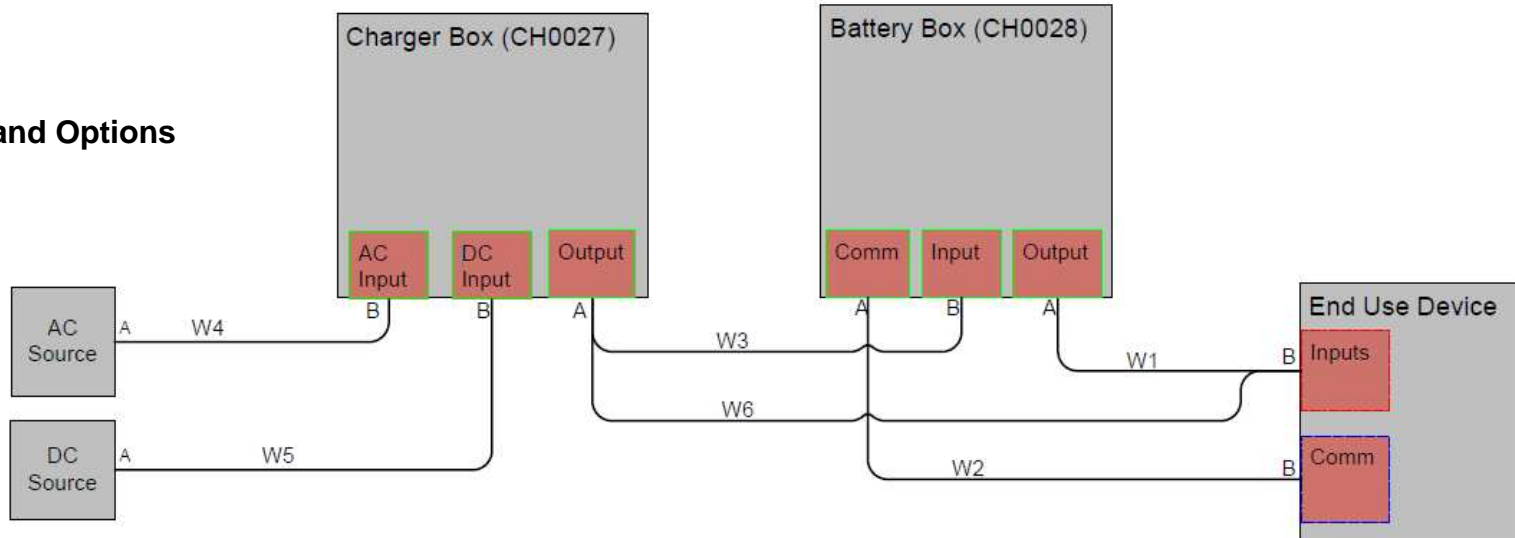 Charger Box (CH0027)
Battery Box (CH0028)
and Options
AC
Input
DC
Input
Output
Comm
Input
Output
B
B
A
A
B
A
End Use Device
AC
Source
A
W4
W3
W1
B
Inputs
W6
DC
Source
A
W5
W2
B
Comm